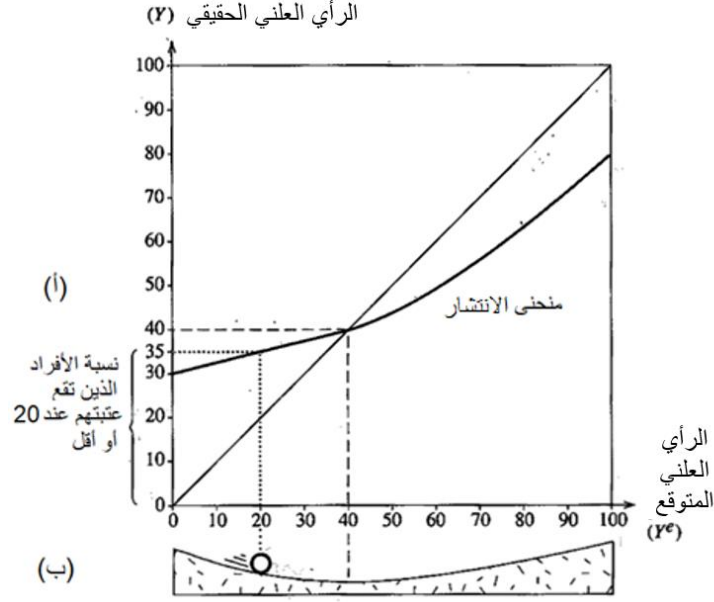 (Y) الرأي العلني الحقيقي
100
90
80
70
60
50
40
35
30
20
10
0
(أ)
منحنى الانتشار
نسبة الأفراد
الذين تقع
عتبتهم عند 20
أو أقل
الرأي
العلني
المتوقع
(Yᵉ)
0 10 20 30 40 50 60 70 80 90 100
(ب)